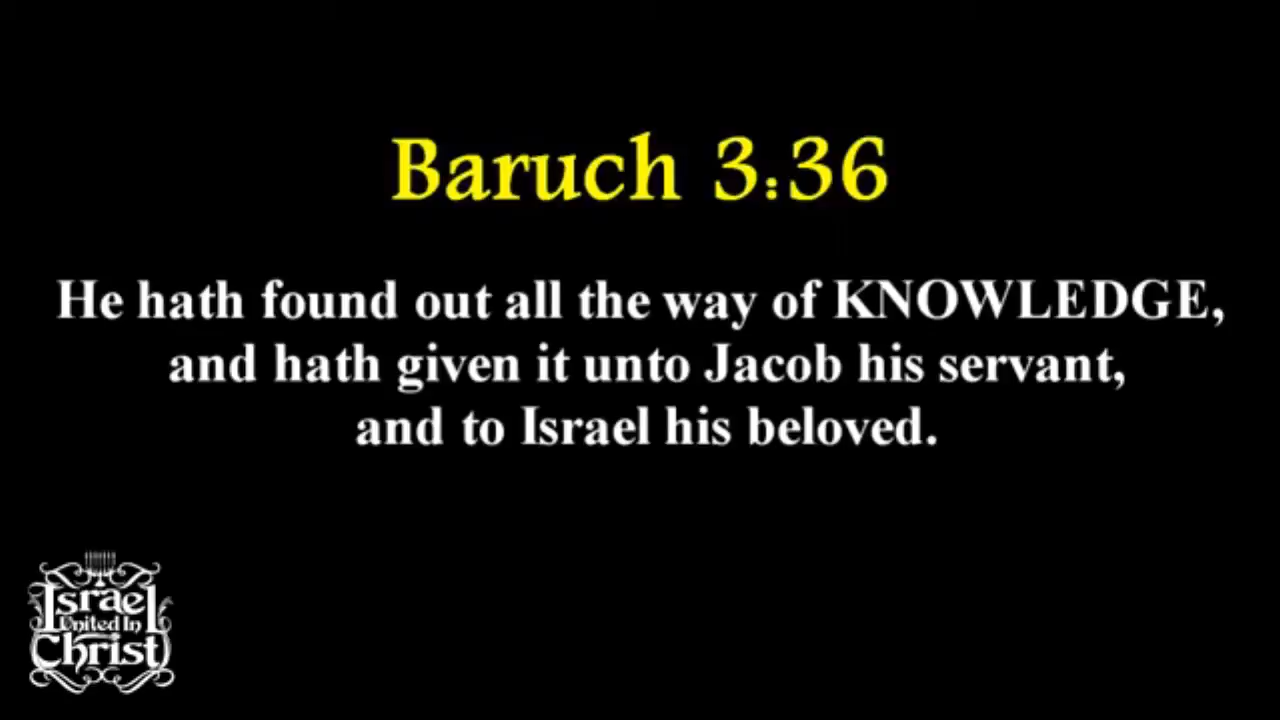 Baruch 3:36
He hath found out all the way of KNOWLEDGE,
and hath given it unto Jacob his servant,
and to Israel his beloved.
Israel
United In
Christ